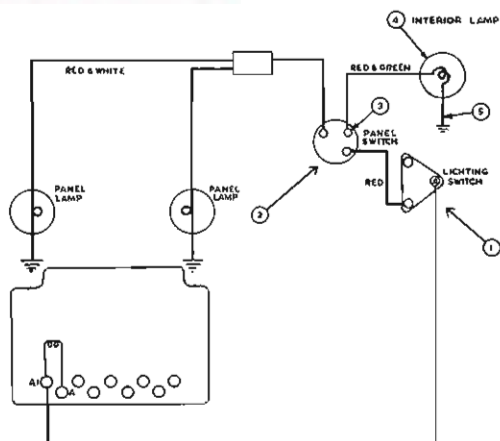 4 INTERIOR LAMP
RED & WHITE
RED & GREEN
5
3
PANEL
SWITCH
2
RED
LIGHTING
SWITCH
A
1
PANEL
LAMP
PANEL
LAMP
A1
A